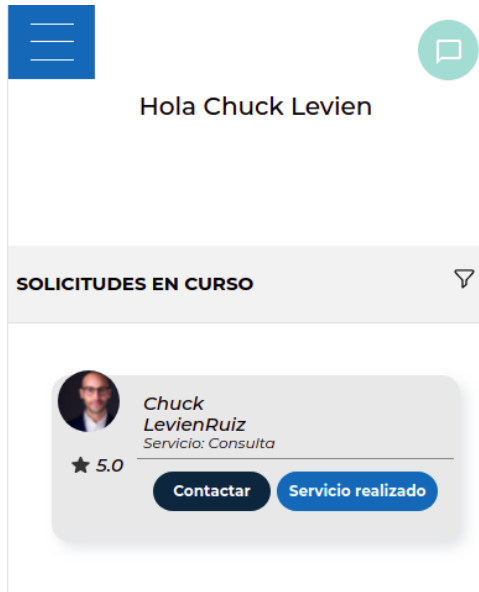 Hola Chuck Levien
SOLICITUDES EN CURSO
Chuck
LevienRuiz
Servicio: Consulta
5.0
Contactar
Servicio realizado